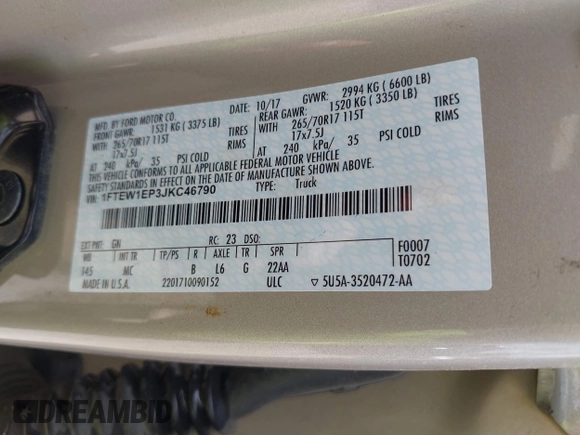 MFD. BY FORD MOTOR CO.
DATE: 10/17
GVWR: 2994 KG ( 6600 LB)
FRONT GAWR: 1531 KG ( 3375 LB)
REAR GAWR: 1520 KG ( 3350 LB)
WITH 265/70R17 115T TIRES
WITH 265/70R17 115T TIRES
17x7.5J RIMS
17x7.5J RIMS
AT 240 kPa/ 35 PSI COLD
AT 240 kPa/ 35 PSI COLD
THIS VEHICLE CONFORMS TO ALL APPLICABLE FEDERAL MOTOR VEHICLE
SAFETY STANDARDS IN EFFECT ON THE DATE OF MANUFACTURE SHOWN ABOVE.
1FTEW1EP3JKC46790
TYPE: Truck
EXT PNT: GN RC: 23 DSO:
WB INT TR TP/PS R AXLE TR SPR F0007
145 MC B L6 G 22AA T0702
MADE IN U.S.A. 2201710090152 ULC ▽ 5U5A-3520472-AA
DREAMBID